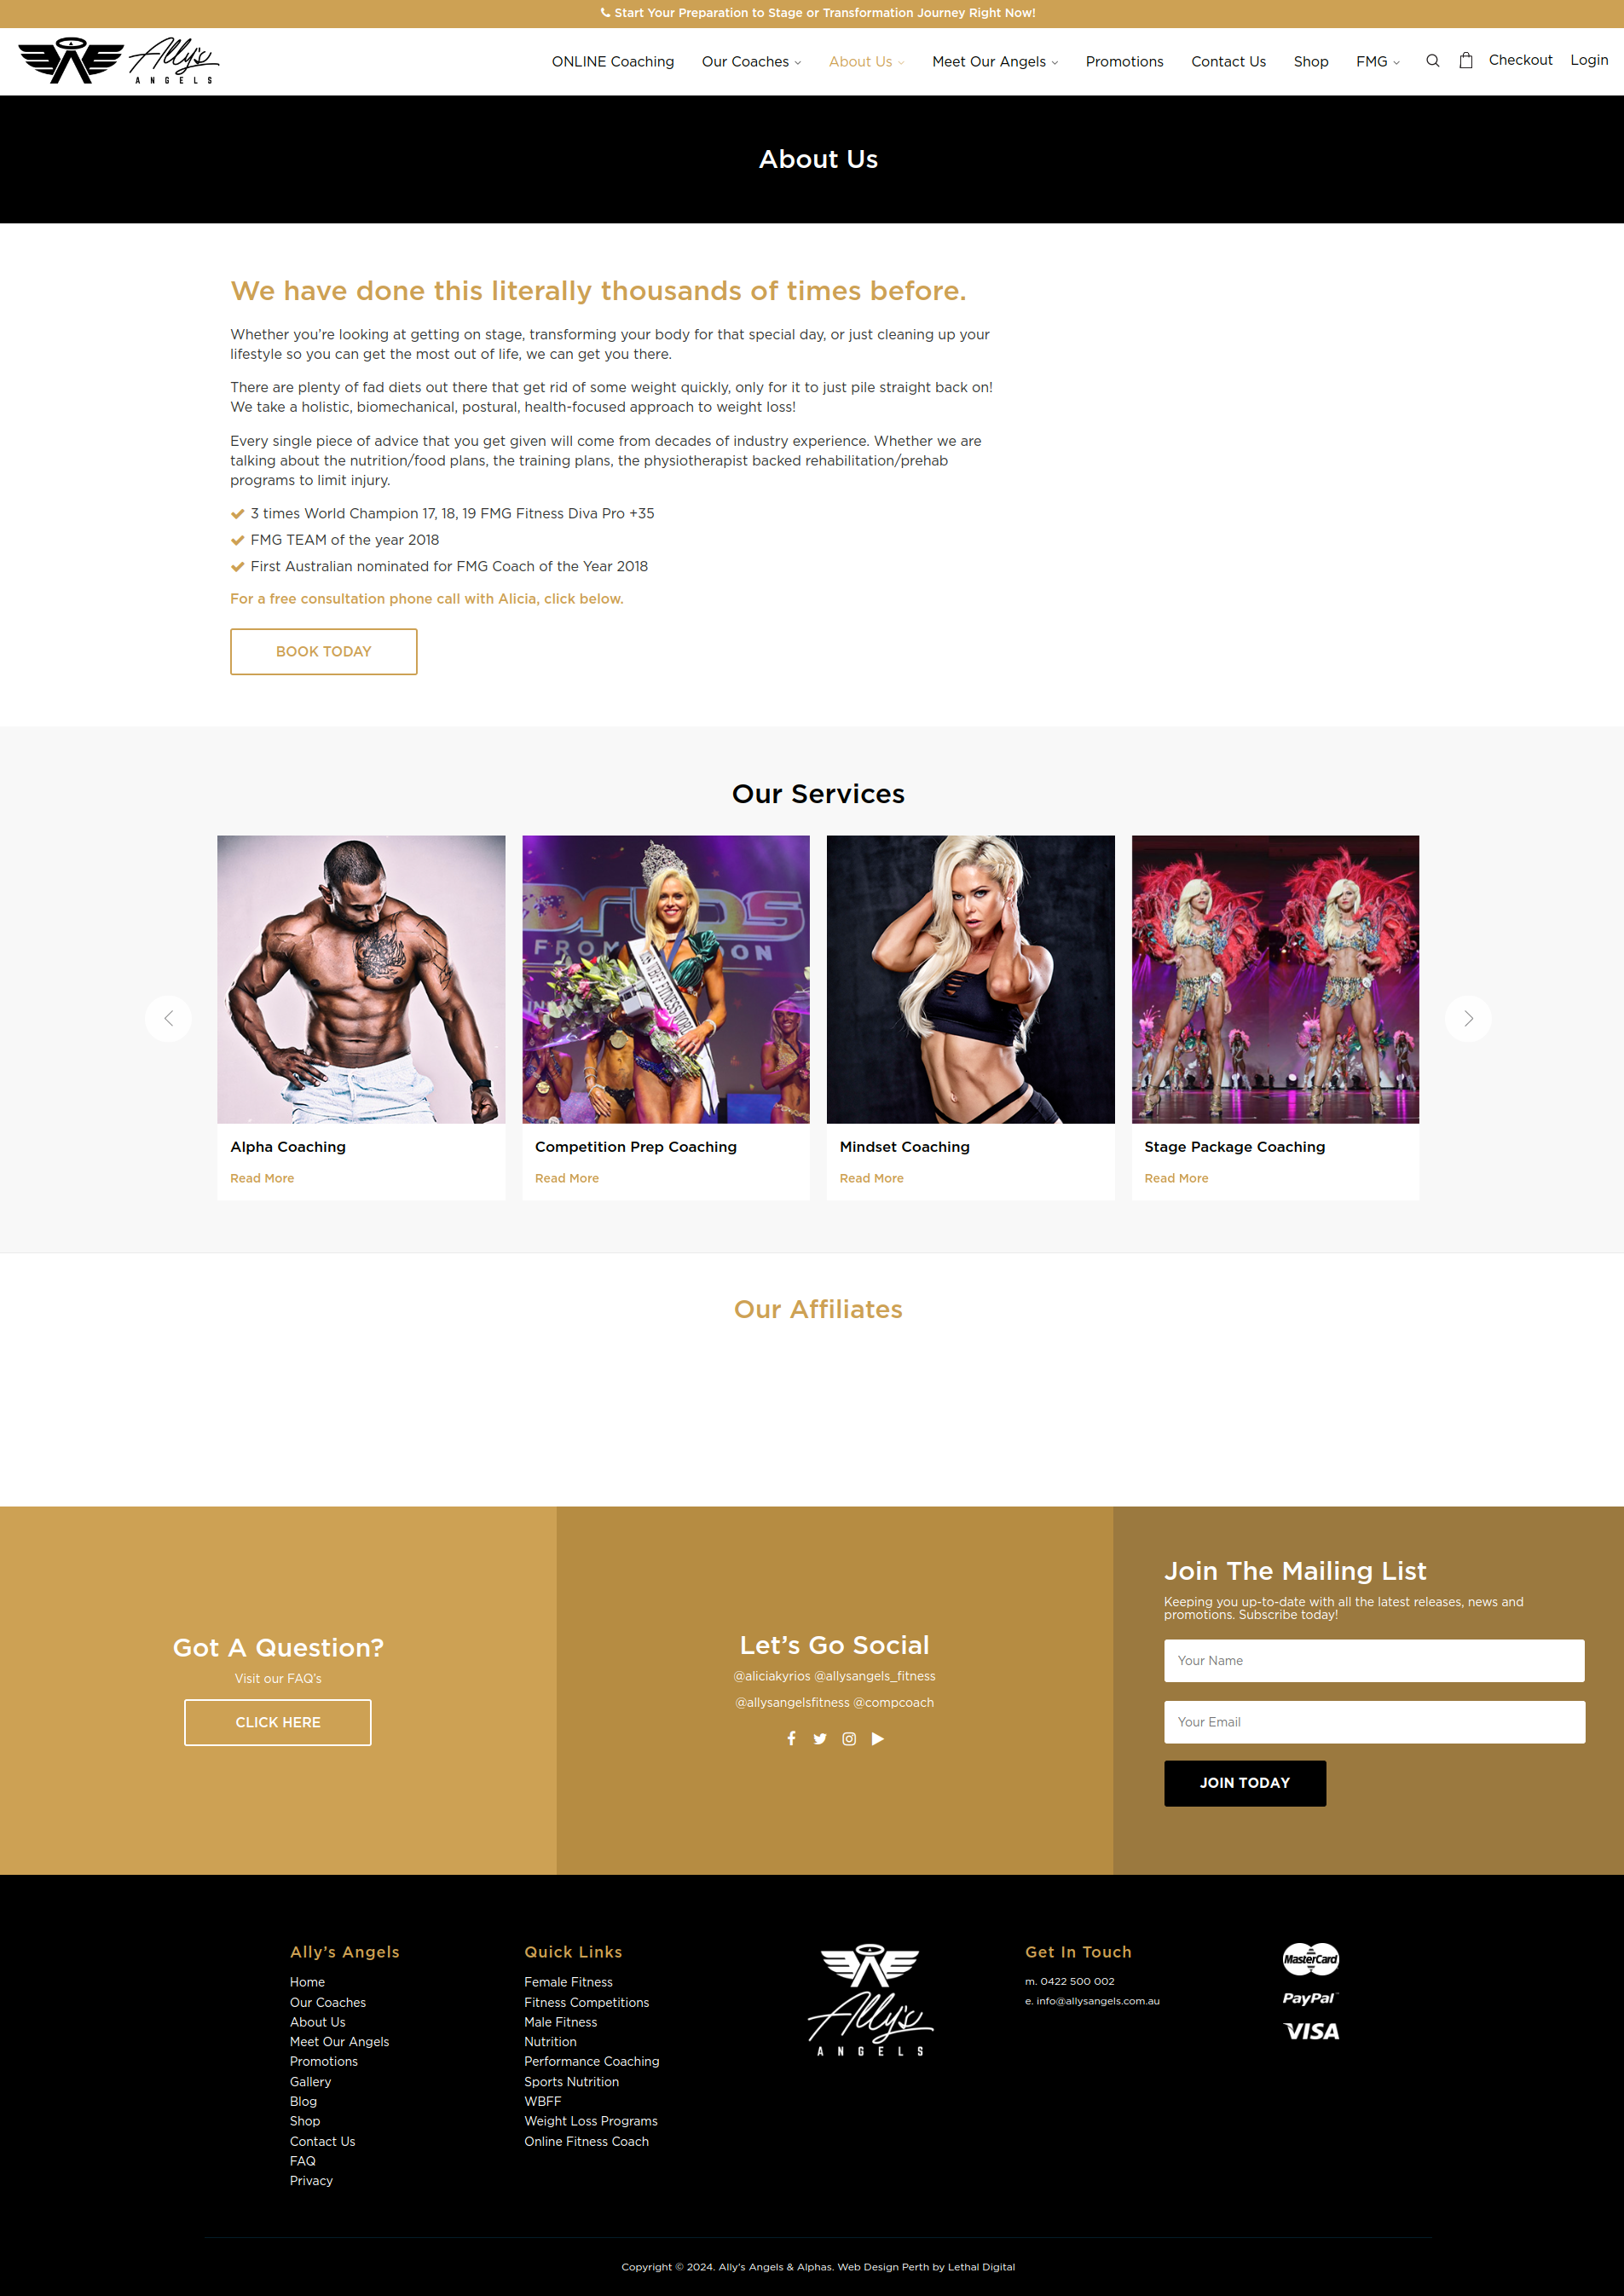 Start Your Preparation to Stage or Transformation Journey Right Now!
Ally's
ANGELS
ONLINE Coaching
Our Coaches
About Us
Meet Our Angels
Promotions
Contact Us
Shop
FMG
Checkout
Login
About Us
We have done this literally thousands of times before.
Whether you’re looking at getting on stage, transforming your body for that special day, or just cleaning up your
lifestyle so you can get the most out of life, we can get you there.
There are plenty of fad diets out there that get rid of some weight quickly, only for it to just pile straight back on!
We take a holistic, biomechanical, postural, health-focused approach to weight loss!
Every single piece of advice that you get given will come from decades of industry experience. Whether we are
talking about the nutrition/food plans, the training plans, the physiotherapist backed rehabilitation/prehab
programs to limit injury.
3 times World Champion 17, 18, 19 FMG Fitness Diva Pro +35
FMG TEAM of the year 2018
First Australian nominated for FMG Coach of the Year 2018
For a free consultation phone call with Alicia, click below.
BOOK TODAY
Our Services
FROM
Alpha Coaching
Read More
Competition Prep Coaching
Read More
Mindset Coaching
Read More
Stage Package Coaching
Read More
Our Affiliates
Got A Question?
Visit our FAQ's
CLICK HERE
Let’s Go Social
@aliciakyrios @allysangels_fitness
@allysangelsfitness @compcoach
Join The Mailing List
Keeping you up-to-date with all the latest releases, news and
promotions. Subscribe today!
Your Name
Your Email
JOIN TODAY
Ally’s Angels
Home
Our Coaches
About Us
Meet Our Angels
Promotions
Gallery
Blog
Shop
Contact Us
FAQ
Privacy
Quick Links
Female Fitness
Fitness Competitions
Male Fitness
Nutrition
Performance Coaching
Sports Nutrition
WBFF
Weight Loss Programs
Online Fitness Coach
Ally's
ANGELS
Get In Touch
m. 0422 500 002
e. info@allysangels.com.au
MasterCard
PayPal
VISA
Copyright © 2024. Ally's Angels & Alphas. Web Design Perth by Lethal Digital